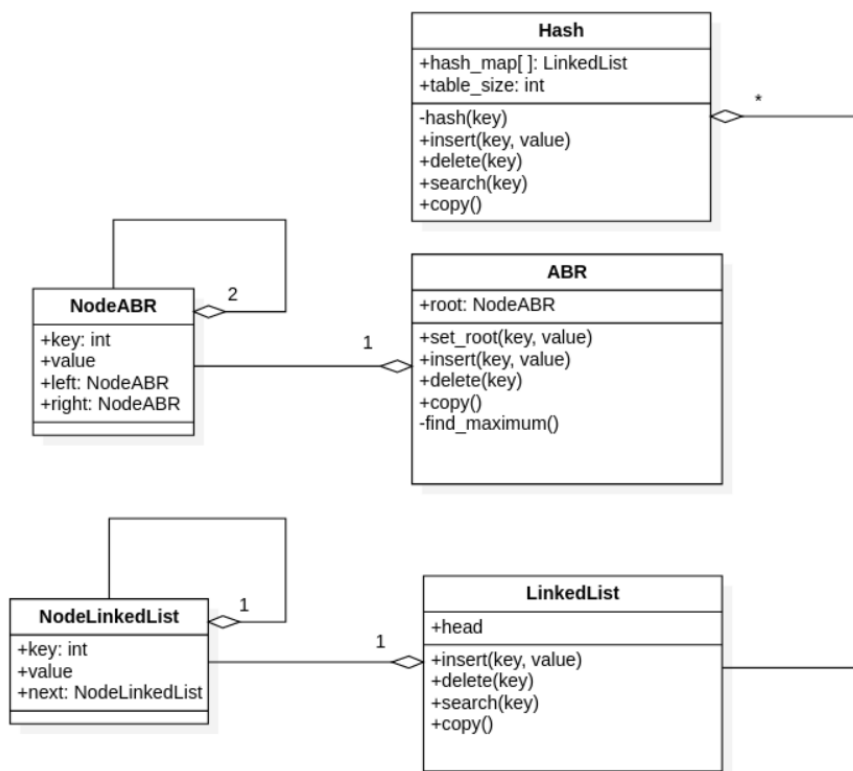 Hash
+hash_map[ ]: LinkedList
+table_size: int
-hash(key)
+insert(key, value)
+delete(key)
+search(key)
+copy()
*
NodeABR
+key: int
+value
+left: NodeABR
+right: NodeABR
2
1
ABR
+root: NodeABR
+set_root(key, value)
+insert(key, value)
+delete(key)
+copy()
-find_maximum()
NodeLinkedList
+key: int
+value
+next: NodeLinkedList
1
1
LinkedList
+head
+insert(key, value)
+delete(key)
+search(key)
+copy()